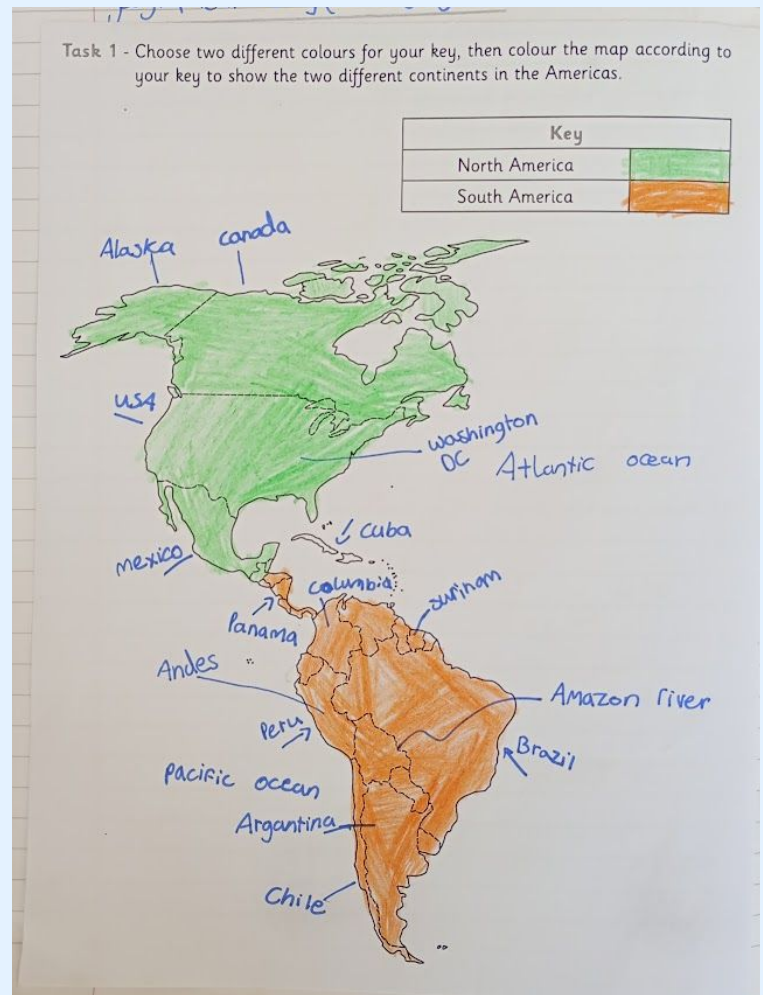 Task 1 - Choose two different colours for your key, then colour the map according to
your key to show the two different continents in the Americas.
Key
North America
South America
Alaska
canada
USA
washington
DC
Atlantic ocean
Cuba
mexico
Columbia
surinam
Panama
Andes
Amazon river
Peru
Brazil
pacific ocean
Argantina
Chile